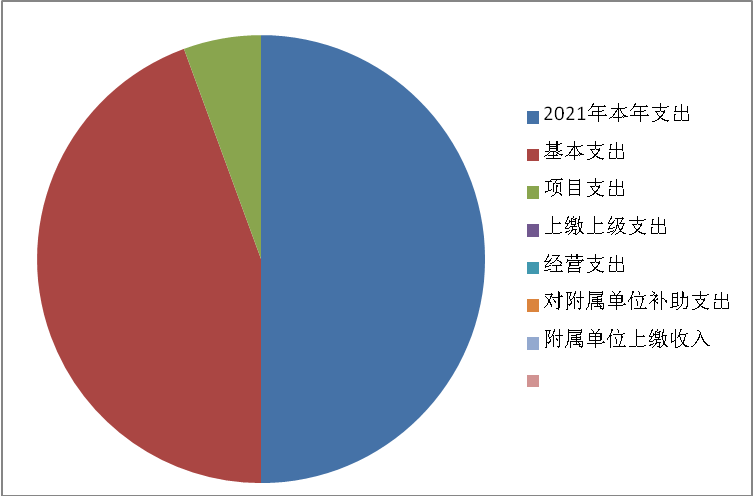 2021年本年支出
基本支出
项目支出
上缴上级支出
经营支出
对附属单位补助支出
附属单位上缴收入